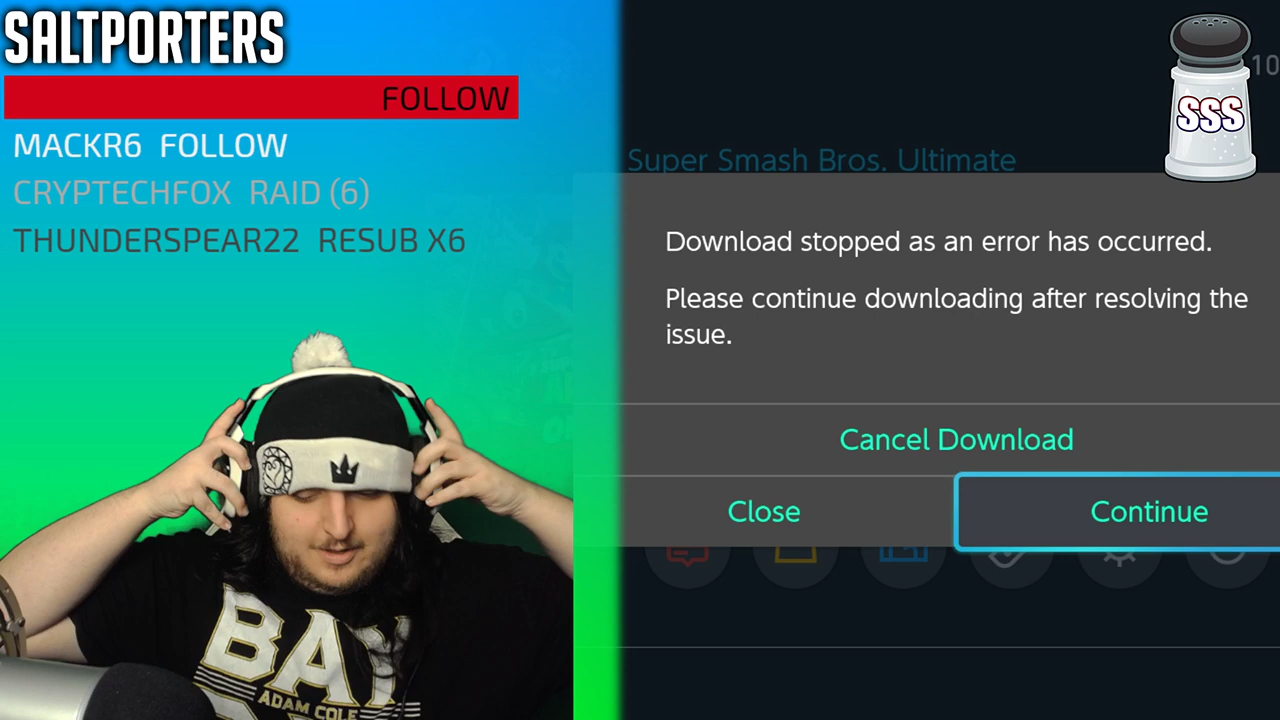 SALTPORTERS
FOLLOW
MACKR6 FOLLOW
CRYPTECHFOX RAID (6)
THUNDERSPEAR22 RESUB X6
SSS
10
Super Smash Bros. Ultimate
Download stopped as an error has occurred.
Please continue downloading after resolving the
issue.
Cancel Download
Close
Continue
BAY
ADAM COLE